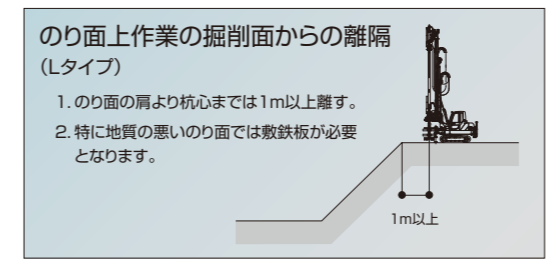 のり面上作業の掘削面からの離隔
（Lタイプ）
1. のり面の肩より杭心までは1m以上離す。
2. 特に地質の悪いのり面では敷鉄板が必要
となります。
1m以上